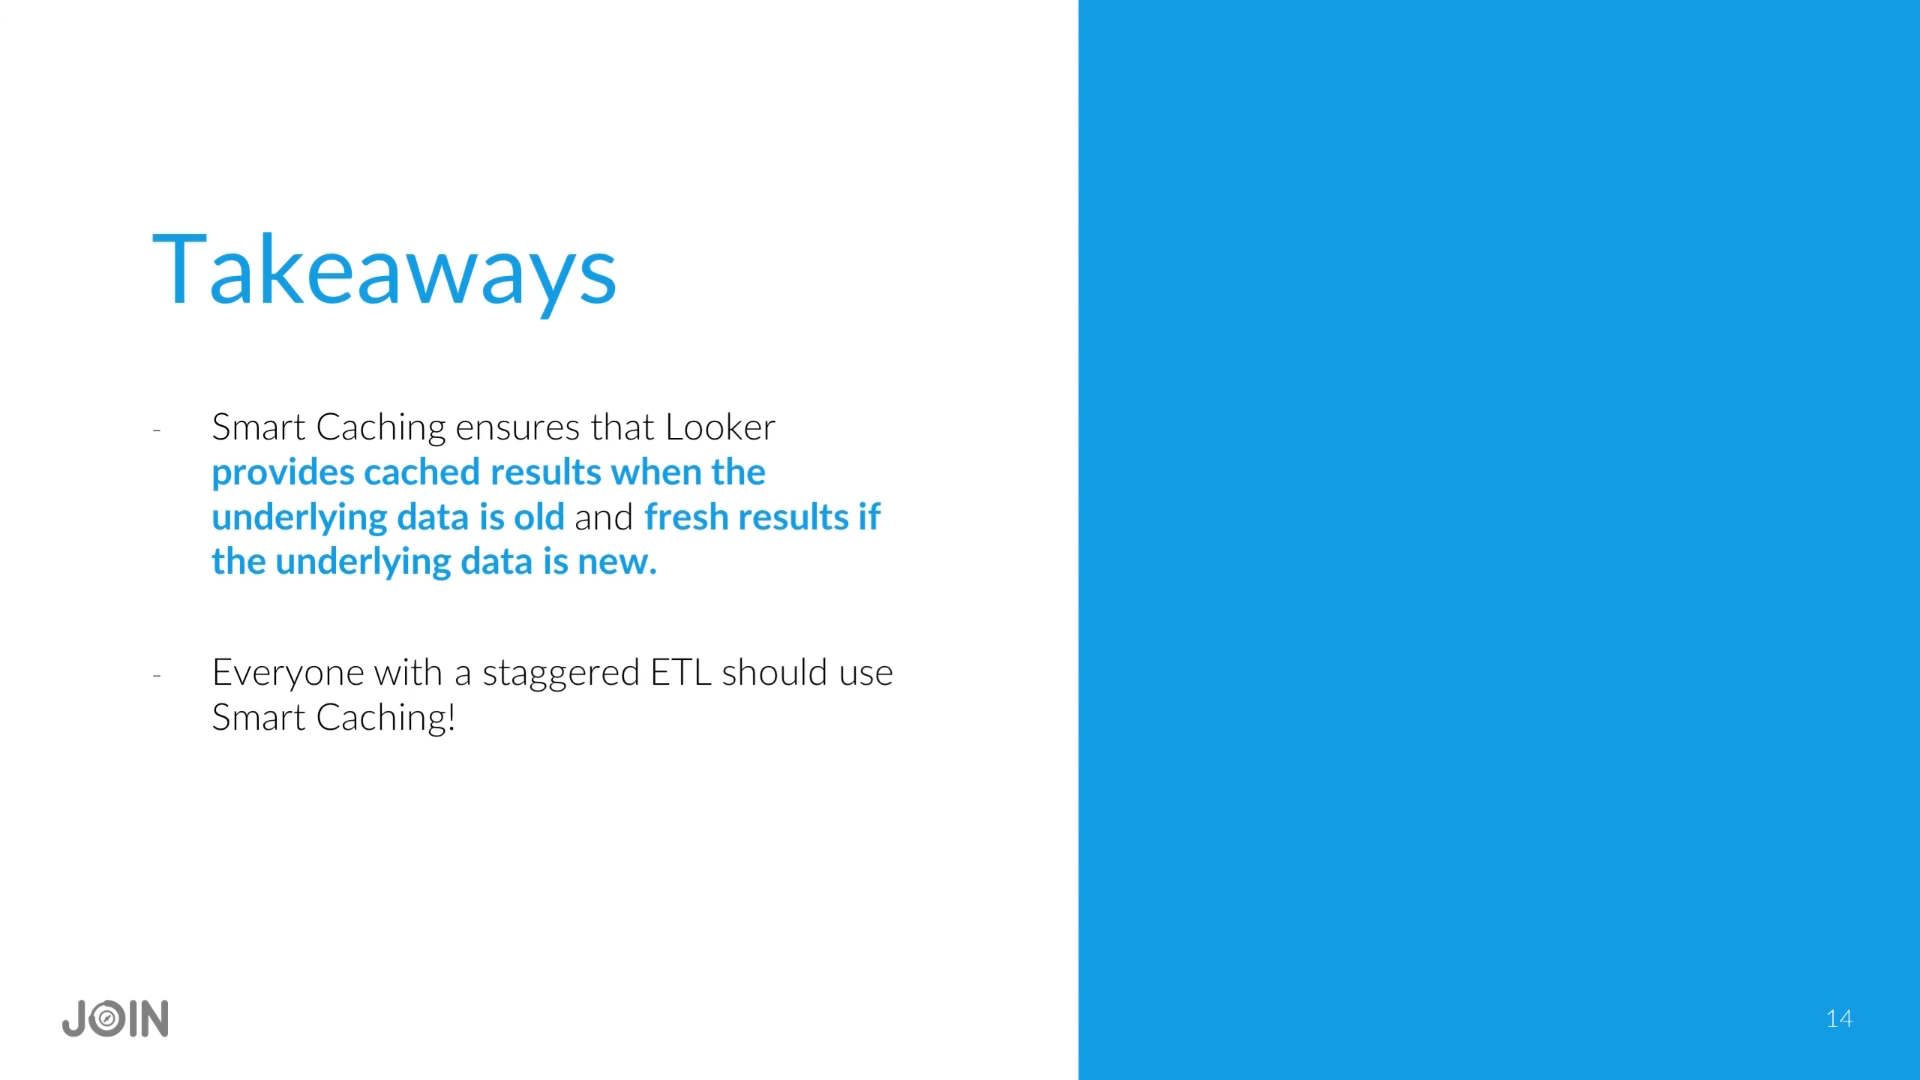 Takeaways
- Smart Caching ensures that Looker
provides cached results when the
underlying data is old and fresh results if
the underlying data is new.
- Everyone with a staggered ETL should use
Smart Caching!
JOIN
14